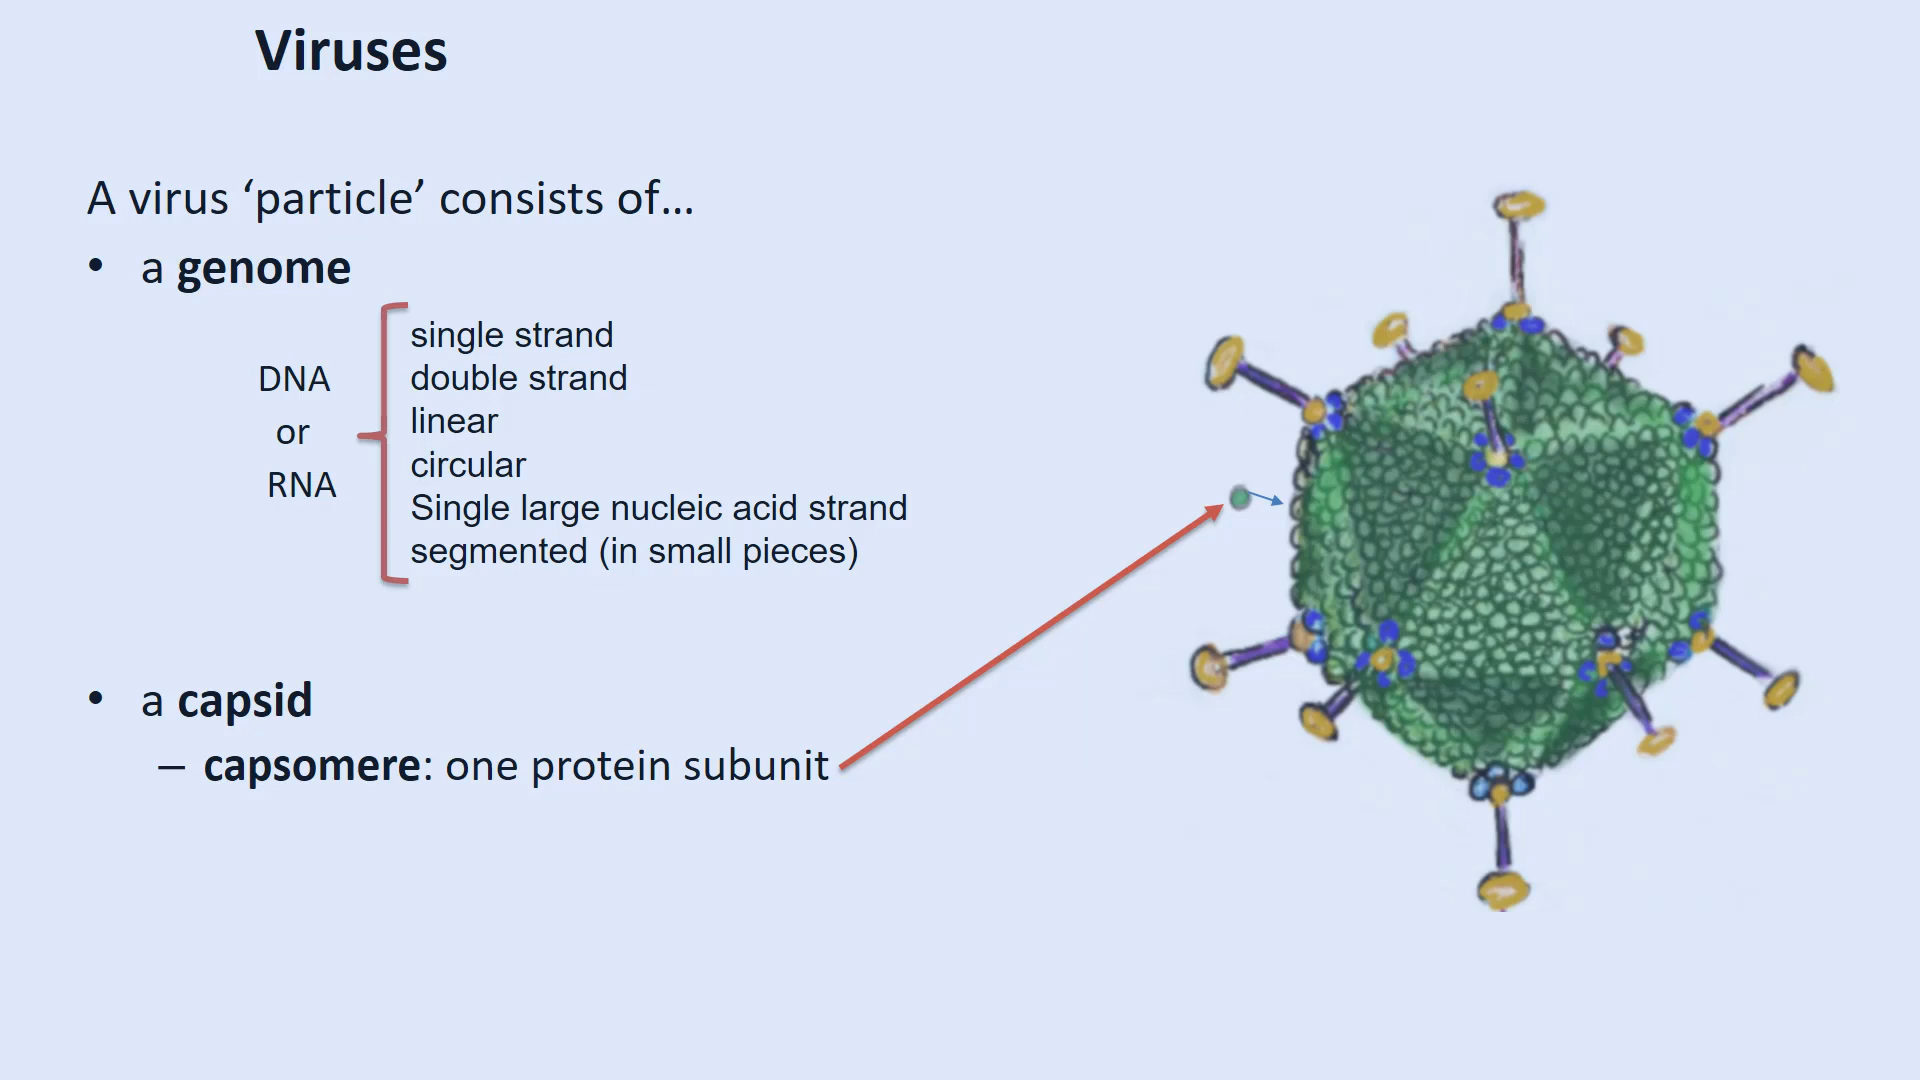 Viruses
A virus ‘particle’ consists of…
• a genome
DNA
or
RNA
single strand
double strand
linear
circular
Single large nucleic acid strand
segmented (in small pieces)
• a capsid
– capsomere: one protein subunit